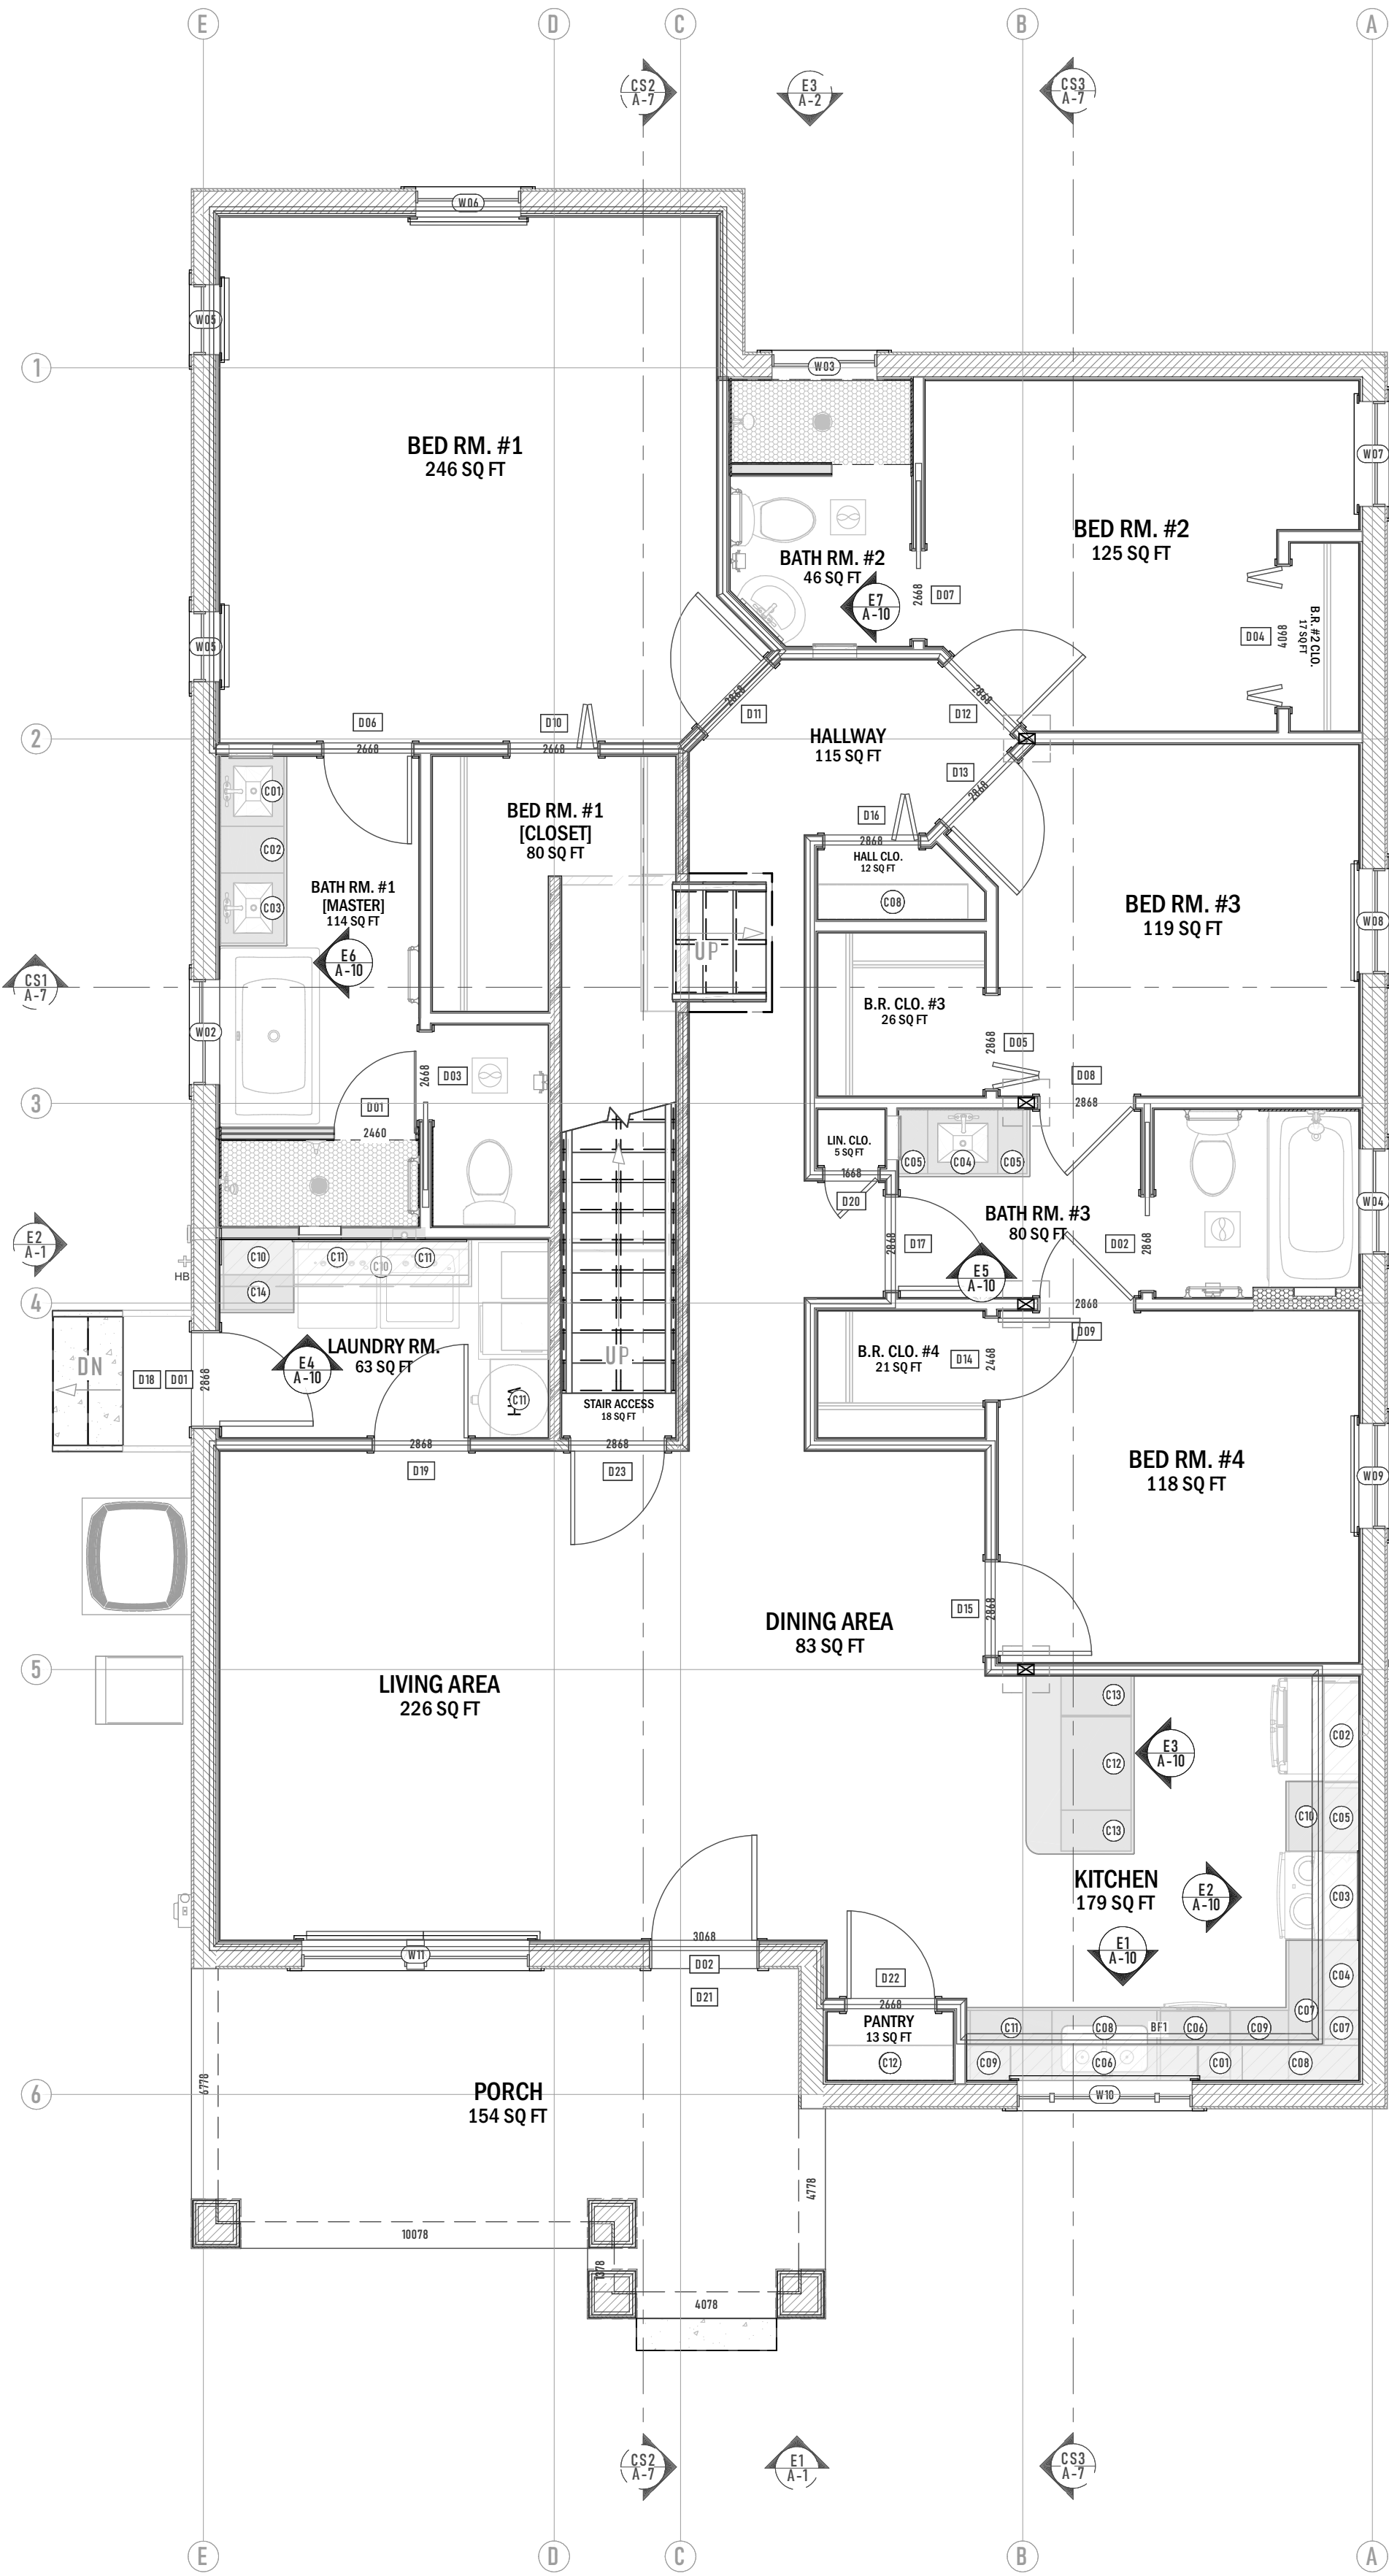 E
D
C
B
A
CS2
A-7
E3
A-2
CS3
A-7
W06
W05
1
W03
BED RM. #1
246 SQ FT
W07
BED RM. #2
125 SQ FT
BATH RM. #2
46 SQ FT
E7
A-10
2668
D07
B.R. #2 CLO.
17 SQ FT
D04
4068
W05
2868
2868
D06
D10
D11
D12
2
2668
2668
HALLWAY
115 SQ FT
D13
2868
C01
BED RM. #1
[CLOSET]
80 SQ FT
D16
2868
C02
HALL CLO.
12 SQ FT
BATH RM. #1
[MASTER]
114 SQ FT
C03
C08
BED RM. #3
119 SQ FT
W08
UP
E6
A-10
CS1
A-7
B.R. CLO. #3
26 SQ FT
W02
2868
D05
2668
D03
D08
3
D01
2868
2460
LIN. CLO.
5 SQ FT
C05
C04
C05
1668
D20
W04
BATH RM. #3
80 SQ FT
E2
A-1
2868
D17
D02
2868
C10
C11
C10
C11
HB
E5
A-10
C14
4
2868
LAUNDRY RM.
63 SQ FT
D09
DN
E4
A-10
UP
B.R. CLO. #4
21 SQ FT
D14
2468
D18
D01
2868
C11
STAIR ACCESS
18 SQ FT
2868
2868
D19
D23
BED RM. #4
118 SQ FT
W09
D15
2868
DINING AREA
83 SQ FT
5
LIVING AREA
226 SQ FT
C13
C02
E3
A-10
C12
C10
C05
C13
KITCHEN
179 SQ FT
E2
A-10
C03
3068
E1
A-10
W11
D02
C04
D22
D21
2668
C07
PANTRY
13 SQ FT
C11
C08
BF1
C06
C09
C07
C12
C09
C06
C01
C08
6778
PORCH
154 SQ FT
6
W10
4778
10078
1378
4078
CS2
A-7
E1
A-1
CS3
A-7
E
D
C
B
A